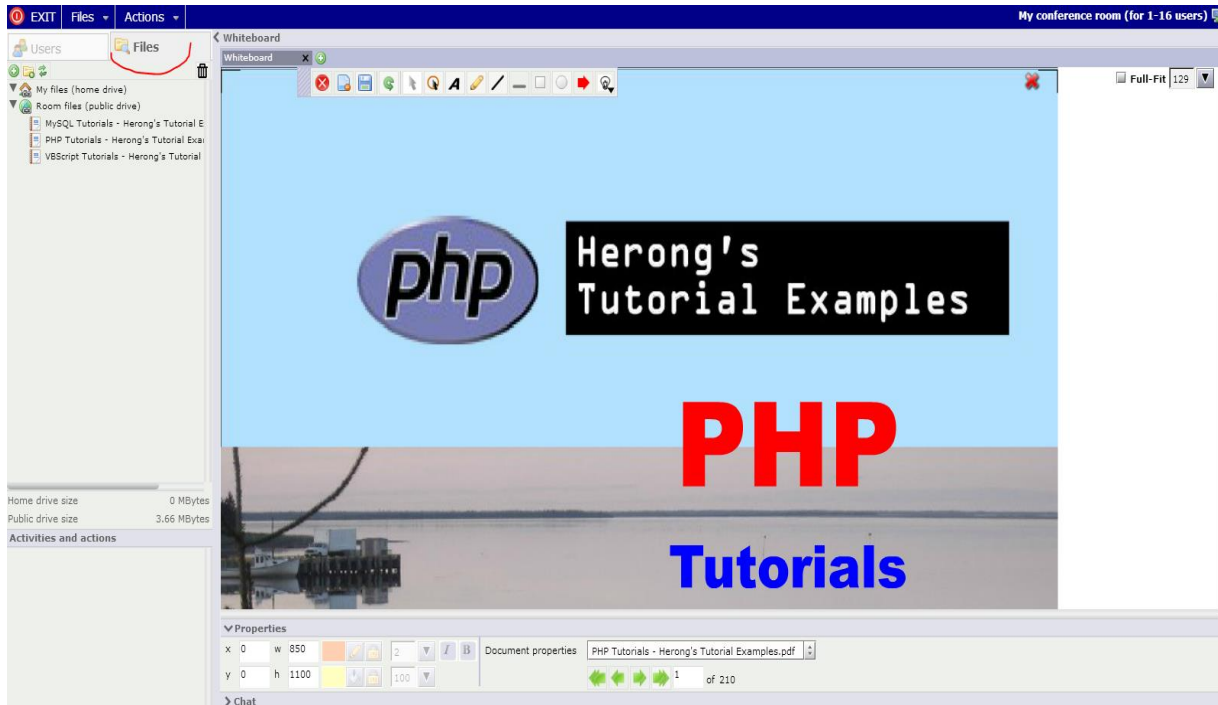 EXIT Files Actions My conference room (for 1-16 users)
Users Files
My files (home drive)
Room files (public drive)
MySQL Tutorials - Herong's Tutorial E
PHP Tutorials - Herong's Tutorial Exa
VBScript Tutorials - Herong's Tutorial
Home drive size 0 MBytes
Public drive size 3.66 MBytes
Activities and actions
Whiteboard
Whiteboard x
A
Full-Fit 129
php
Herong's
Tutorial Examples
PHP
Tutorials
Properties
x 0 w 850 2 I B Document properties PHP Tutorials - Herong's Tutorial Examples.pdf
y 0 h 1100 100 1 of 210
Chat